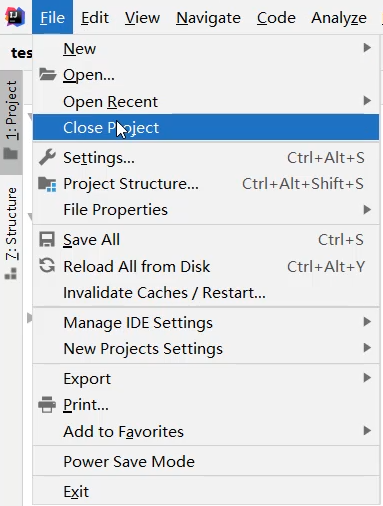 File Edit View Navigate Code Analyze
tes
1: Project
7: Structure
New
Open...
Open Recent
Close Project
Settings... Ctrl+Alt+S
Project Structure... Ctrl+Alt+Shift+S
File Properties
Save All Ctrl+S
Reload All from Disk Ctrl+Alt+Y
Invalidate Caches / Restart...
Manage IDE Settings
New Projects Settings
Export
Print...
Add to Favorites
Power Save Mode
Exit